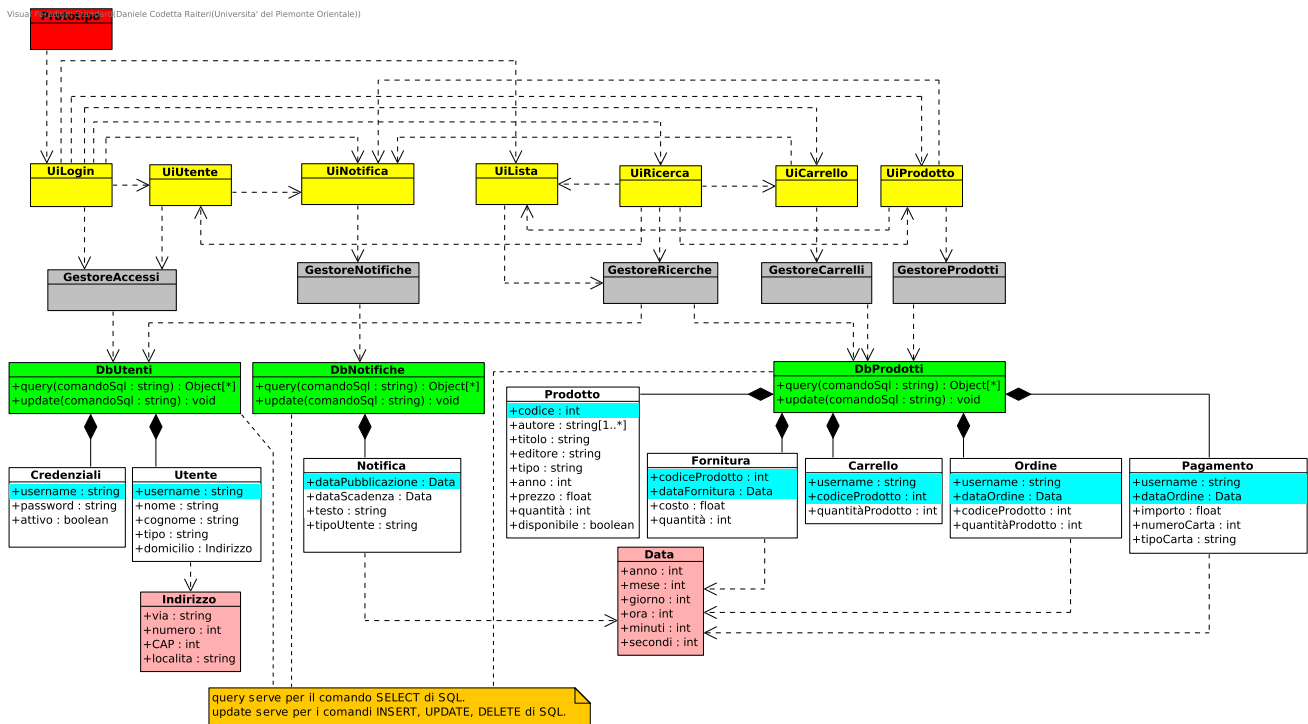 Visual Paradigm Standard(Daniele Codetta Raiteri(Universita' del Piemonte Orientale))
Prototipo
UiLogin
UiUtente
UiNotifica
UiLista
UiRicerca
UiCarrello
UiProdotto
GestoreAccessi
GestoreNotifiche
GestoreRicerche
GestoreCarrelli
GestoreProdotti
DbUtenti
+query(comandoSql : string) : Object[*]
+update(comandoSql : string) : void
DbNotifiche
+query(comandoSql : string) : Object[*]
+update(comandoSql : string) : void
DbProdotti
+query(comandoSql : string) : Object[*]
+update(comandoSql : string) : void
Credenziali
+username : string
+password : string
+attivo : boolean
Utente
+username : string
+nome : string
+cognome : string
+tipo : string
+domicilio : Indirizzo
Notifica
+dataPubblicazione : Data
+dataScadenza : Data
+testo : string
+tipoUtente : string
Prodotto
+codice : int
+autore : string[1..*]
+titolo : string
+editore : string
+tipo : string
+anno : int
+prezzo : float
+quantità : int
+disponibile : boolean
Fornitura
+codiceProdotto : int
+dataFornitura : Data
+costo : float
+quantità : int
Carrello
+username : string
+codiceProdotto : int
+quantitàProdotto : int
Ordine
+username : string
+dataOrdine : Data
+codiceProdotto : int
+quantitàProdotto : int
Pagamento
+username : string
+dataOrdine : Data
+importo : float
+numeroCarta : int
+tipoCarta : string
Indirizzo
+via : string
+numero : int
+CAP : int
+localita : string
Data
+anno : int
+mese : int
+giorno : int
+ora : int
+minuti : int
+secondi : int
query serve per il comando SELECT di SQL.
update serve per i comandi INSERT, UPDATE, DELETE di SQL.